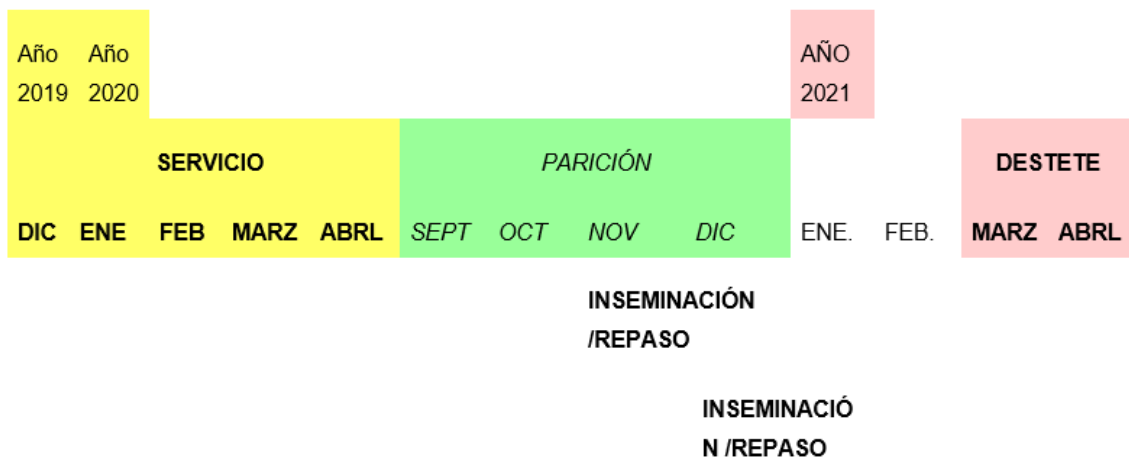 Año Año AÑO
2019 2020 2021
SERVICIO PARICIÓN DESTETE
DIC ENE FEB MARZ ABRL SEPT OCT NOV DIC ENE. FEB. MARZ ABRL
INSEMINACIÓN
/REPASO
INSEMINACIÓ
N /REPASO